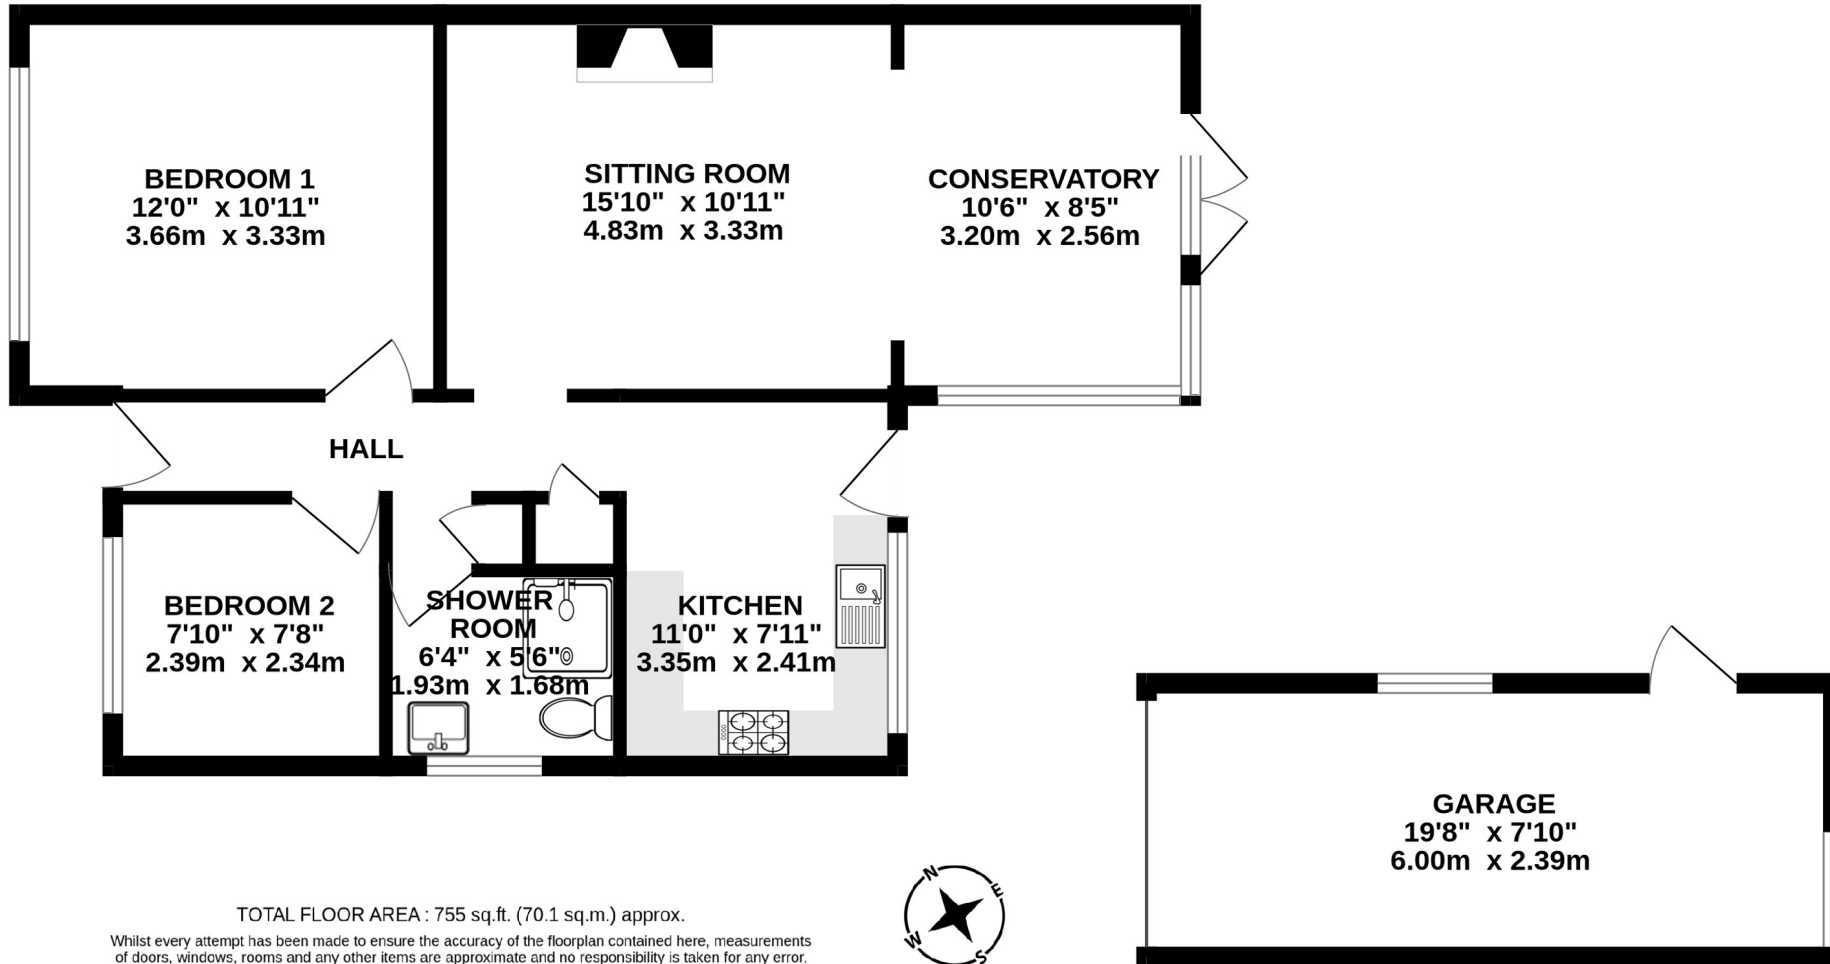 BEDROOM 1
12'0" x 10'11"
3.66m x 3.33m
SITTING ROOM
15'10" x 10'11"
4.83m x 3.33m
CONSERVATORY
10'6" x 8'5"
3.20m x 2.56m
HALL
BEDROOM 2
7'10" x 7'8"
2.39m x 2.34m
SHOWER
ROOM
6'4" x 5'6"
1.93m x 1.68m
KITCHEN
11'0" x 7'11"
3.35m x 2.41m
GARAGE
19'8" x 7'10"
6.00m x 2.39m
N
E
W
S
TOTAL FLOOR AREA : 755 sq.ft. (70.1 sq.m.) approx.
Whilst every attempt has been made to ensure the accuracy of the floorplan contained here, measurements
of doors, windows, rooms and any other items are approximate and no responsibility is taken for any error,